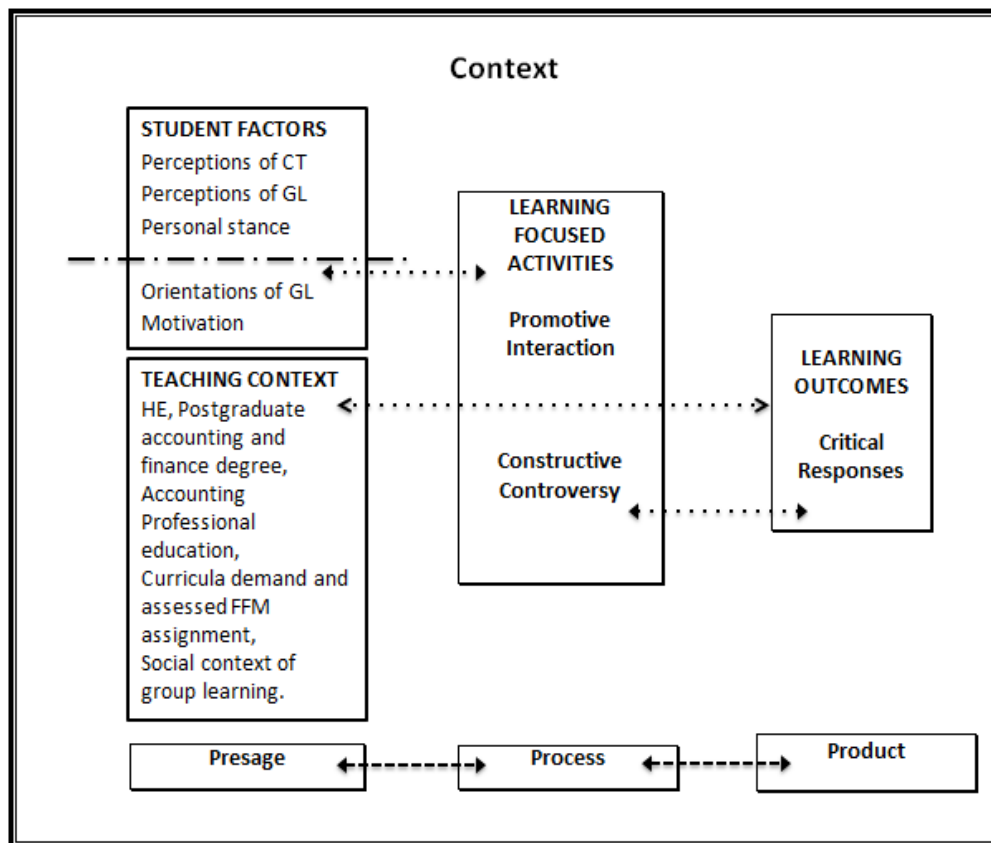 Context
STUDENT FACTORS
Perceptions of CT
Perceptions of GL
Personal stance
Orientations of GL
Motivation
TEACHING CONTEXT
HE, Postgraduate
accounting and
finance degree,
Accounting
Professional
education,
Curricula demand and
assessed FFM
assignment,
Social context of
group learning.
LEARNING
FOCUSED
ACTIVITIES
Promotive
Interaction
Constructive
Controversy
LEARNING
OUTCOMES
Critical
Responses
Presage
Process
Product